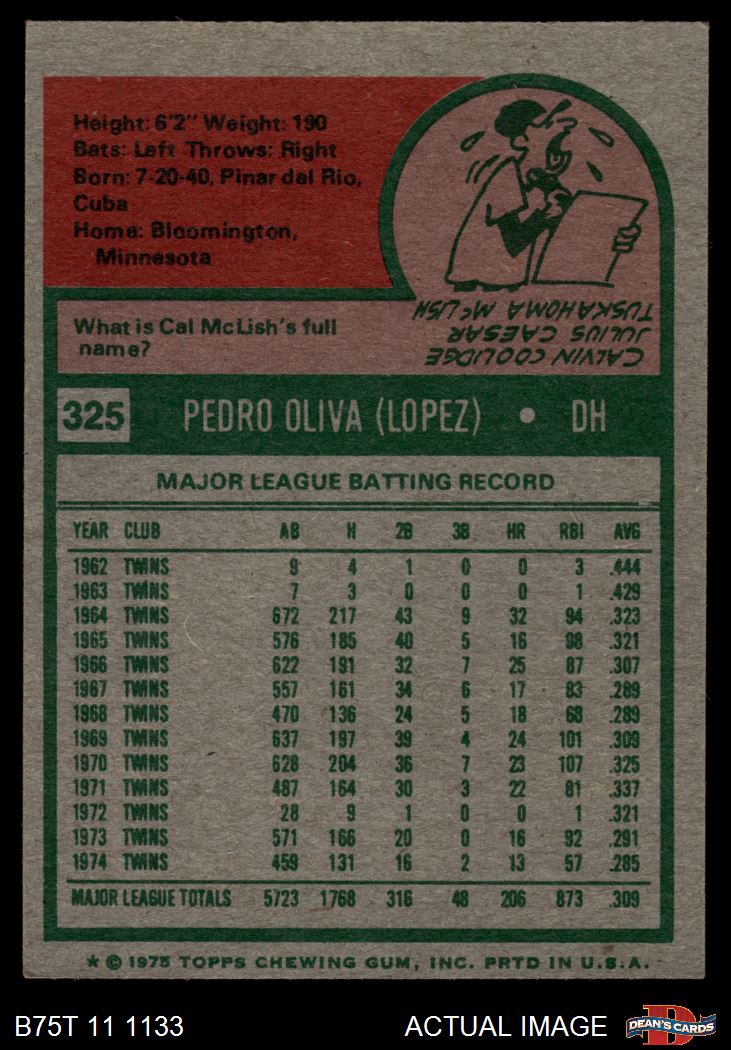 Height: 6'2" Weight: 190
Bats: Left Throws: Right
Born: 7-20-40, Pinar del Rio,
Cuba
Home: Bloomington,
Minnesota
What is Cal McLish's full
name?
CALVIN COOLIDGE
JULIUS CAESAR
TUSKAHOMA McLISH
325 PEDRO OLIVA (LOPEZ) • DH
MAJOR LEAGUE BATTING RECORD
YEAR CLUB AB H 2B 3B HR RBI AVG
1962 TWINS 9 4 1 0 0 3 .444
1963 TWINS 7 3 0 0 0 1 .429
1964 TWINS 672 217 43 9 32 94 .323
1965 TWINS 576 185 40 5 16 98 .321
1966 TWINS 622 191 32 7 25 87 .307
1967 TWINS 557 161 34 6 17 83 .289
1968 TWINS 470 136 24 5 18 68 .289
1969 TWINS 637 197 39 4 24 101 .309
1970 TWINS 628 204 36 7 23 107 .325
1971 TWINS 487 164 30 3 22 81 .337
1972 TWINS 28 9 1 0 0 1 .321
1973 TWINS 571 166 20 0 16 92 .291
1974 TWINS 459 131 16 2 13 57 .285
MAJOR LEAGUE TOTALS 5723 1768 316 48 206 873 .309
* © 1975 TOPPS CHEWING GUM, INC. PRTD IN U.S.A.
B75T 11 1133 ACTUAL IMAGE D DEAN'S CARDS